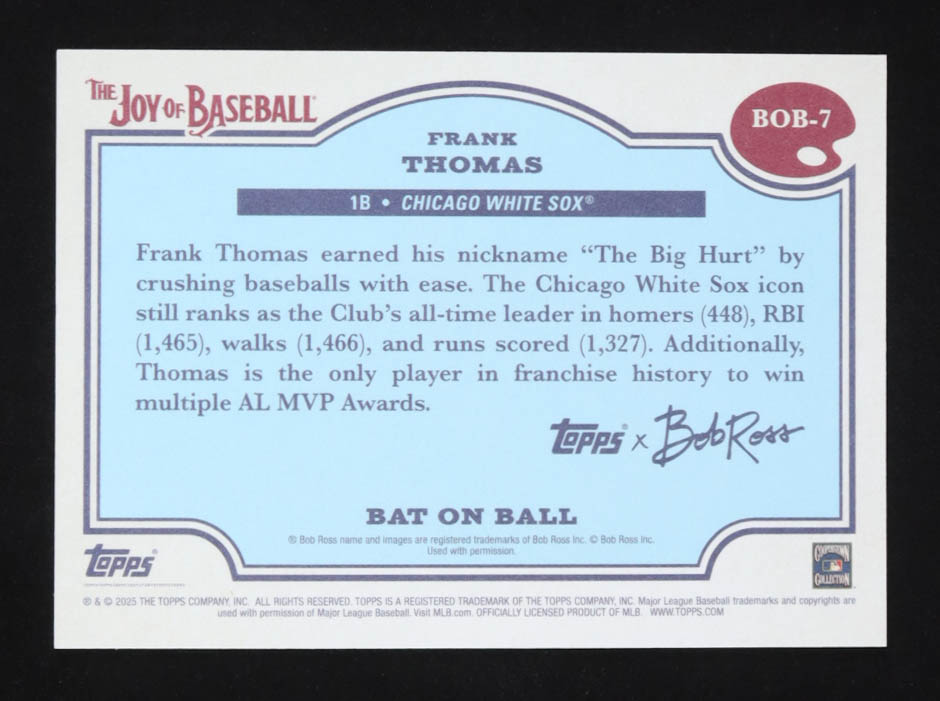 THE JOY OF BASEBALL
BOB-7
FRANK
THOMAS
1B • CHICAGO WHITE SOX®
Frank Thomas earned his nickname “The Big Hurt” by
crushing baseballs with ease. The Chicago White Sox icon
still ranks as the Club’s all-time leader in homers (448), RBI
(1,465), walks (1,466), and runs scored (1,327). Additionally,
Thomas is the only player in franchise history to win
multiple AL MVP Awards.
Topps® x Bob Ross
BAT ON BALL
® Bob Ross name and images are registered trademarks of Bob Ross Inc. © Bob Ross Inc.
Used with permission.
Topps®
COOPERSTOWN
COLLECTION
® & © 2025 THE TOPPS COMPANY, INC. ALL RIGHTS RESERVED. TOPPS IS A REGISTERED TRADEMARK OF THE TOPPS COMPANY, INC. Major League Baseball trademarks and copyrights are
used with permission of Major League Baseball. Visit MLB.com. OFFICIALLY LICENSED PRODUCT OF MLB. WWW.TOPPS.COM